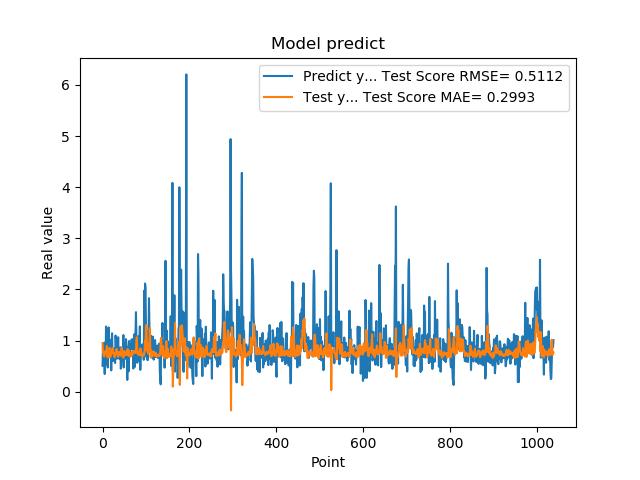 Model predict
Predict y... Test Score RMSE= 0.5112
Test y... Test Score MAE= 0.2993
Real value
6
5
4
3
2
1
0
0 200 400 600 800 1000
Point